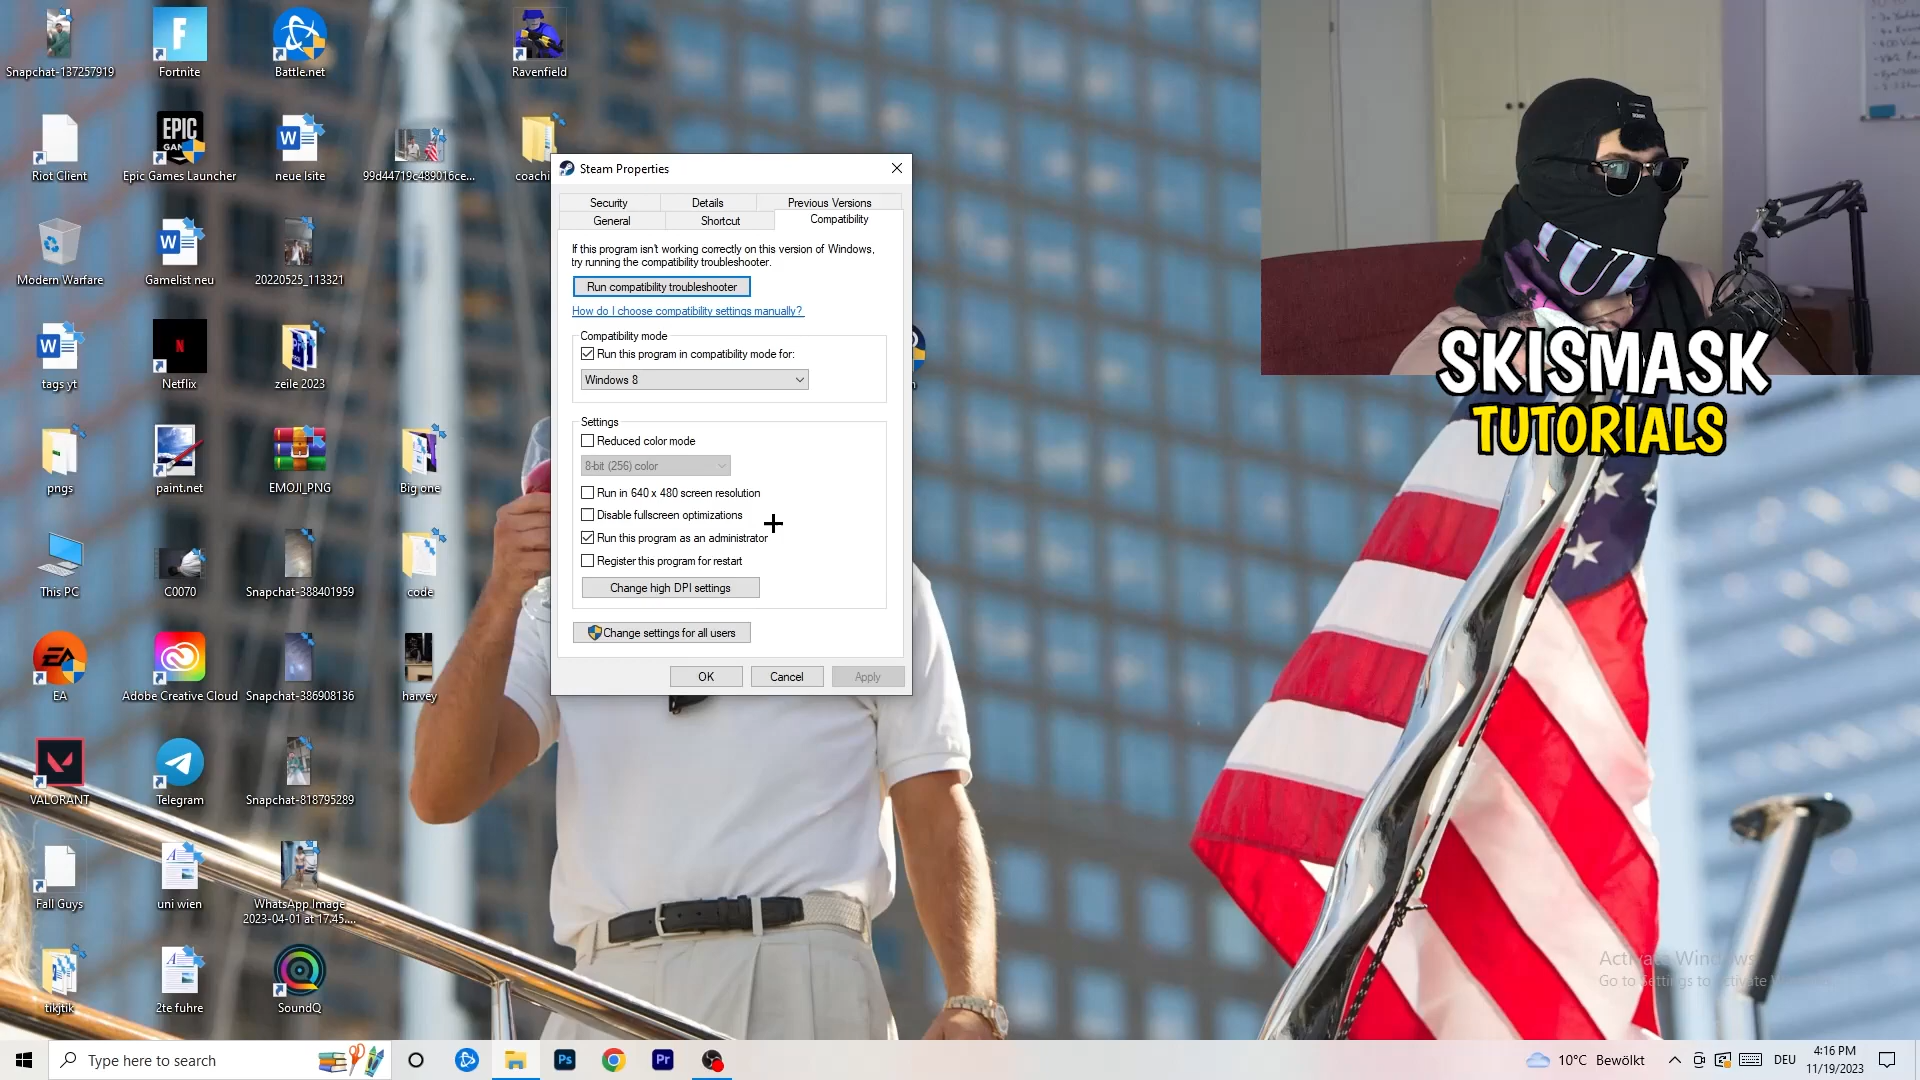 Snapchat-137257919
Fortnite
Battle.net
Ravenfield
Riot Client
EPIC
Epic Games Launcher
neue lsite
99d44719c489016ce...
Modern Warfare
Gamelist neu
20220525_113321
tags yt
Netflix
zeile 2023
pngs
paint.net
EMOJI_PNG
Big one
This PC
C0070
Snapchat-388401959
code
EA
Adobe Creative Cloud
Snapchat-386908136
harvey
VALORANT
Telegram
Snapchat-818795289
Fall Guys
uni wien
WhatsApp Image
2023-04-01 at 17.45....
tikjtik
2te fuhre
SoundQ
Steam Properties
Security
Details
Previous Versions
General
Shortcut
Compatibility
If this program isn't working correctly on this version of Windows,
try running the compatibility troubleshooter.
Run compatibility troubleshooter
How do I choose compatibility settings manually?
Compatibility mode
Run this program in compatibility mode for:
Windows 8
Settings
Reduced color mode
8-bit (256) color
Run in 640 x 480 screen resolution
Disable fullscreen optimizations
Run this program as an administrator
Register this program for restart
Change high DPI settings
Change settings for all users
OK
Cancel
Apply
SKISMASK
TUTORIALS
Activate Windows
Go to Settings to activate
Type here to search
Ps
Pr
10°C Bewölkt
DEU
4:16 PM
11/19/2023